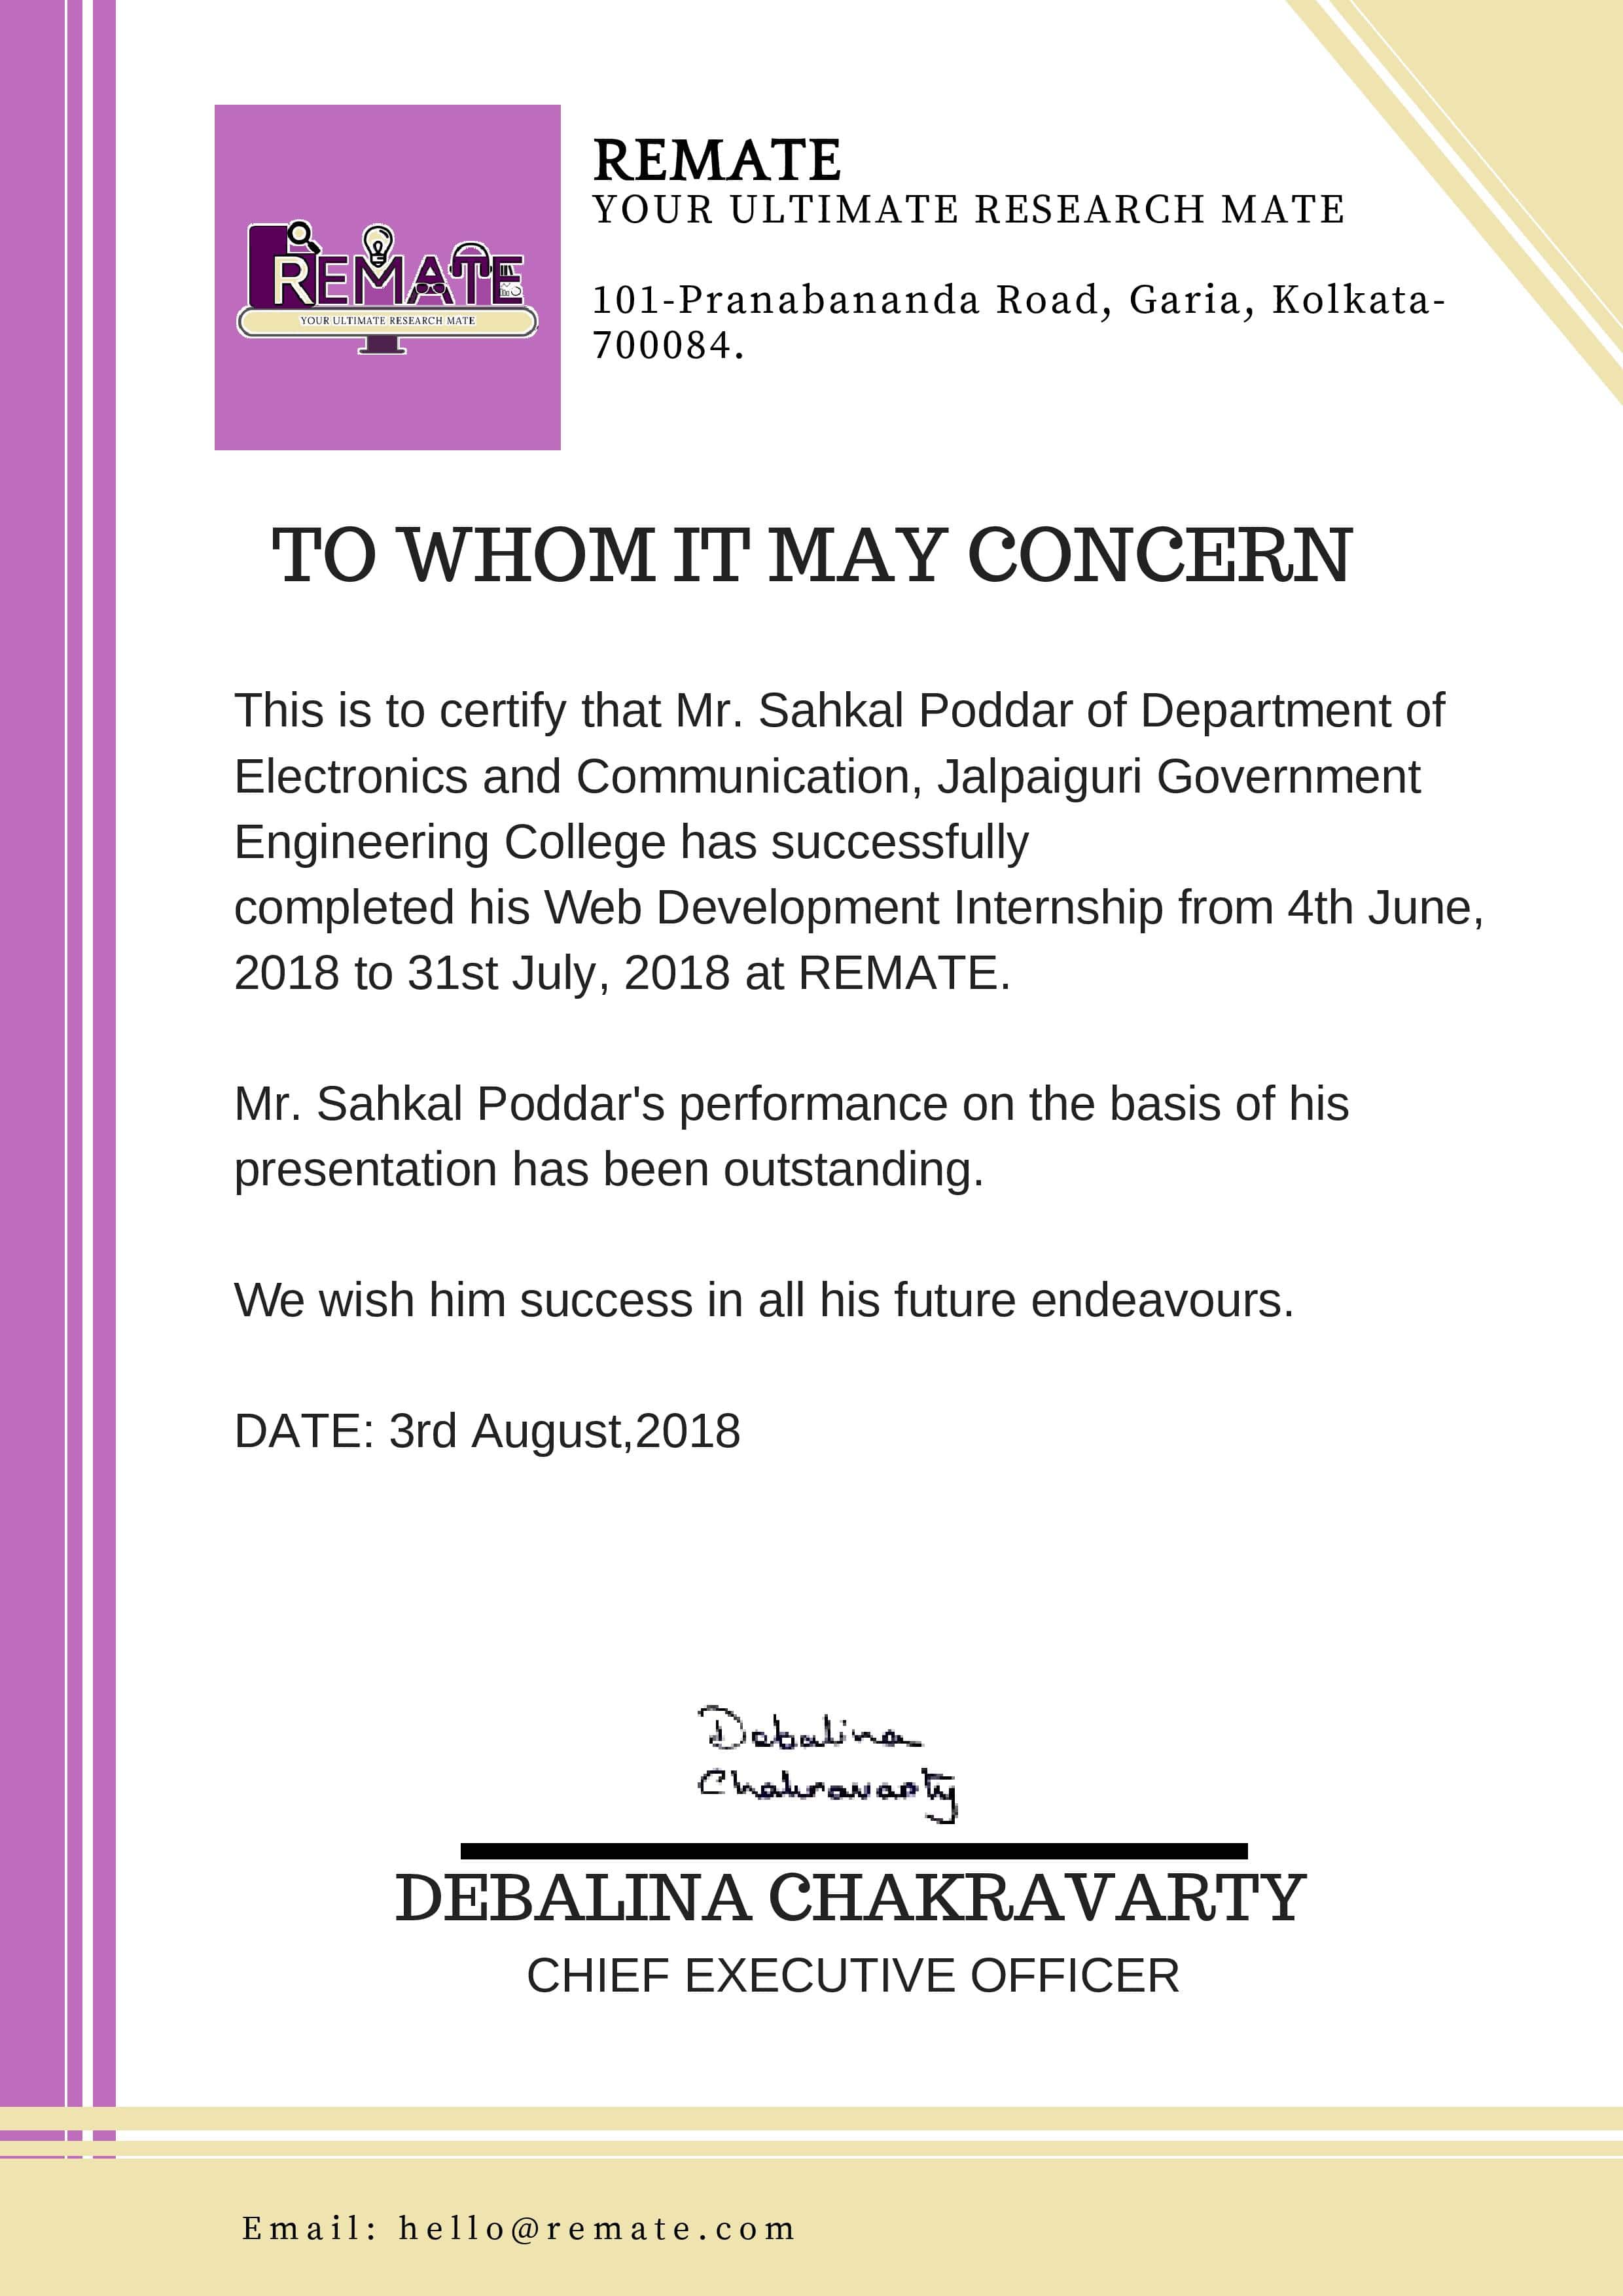 REMATE
YOUR ULTIMATE RESEARCH MATE
REMATE
YOUR ULTIMATE RESEARCH MATE
101-Pranabananda Road, Garia, Kolkata-
700084.
TO WHOM IT MAY CONCERN
This is to certify that Mr. Sahkal Poddar of Department of
Electronics and Communication, Jalpaiguri Government
Engineering College has successfully
completed his Web Development Internship from 4th June,
2018 to 31st July, 2018 at REMATE.
Mr. Sahkal Poddar's performance on the basis of his
presentation has been outstanding.
We wish him success in all his future endeavours.
DATE: 3rd August,2018
Debalina
Chakravarty
DEBALINA CHAKRAVARTY
CHIEF EXECUTIVE OFFICER
Email: hello@remate.com